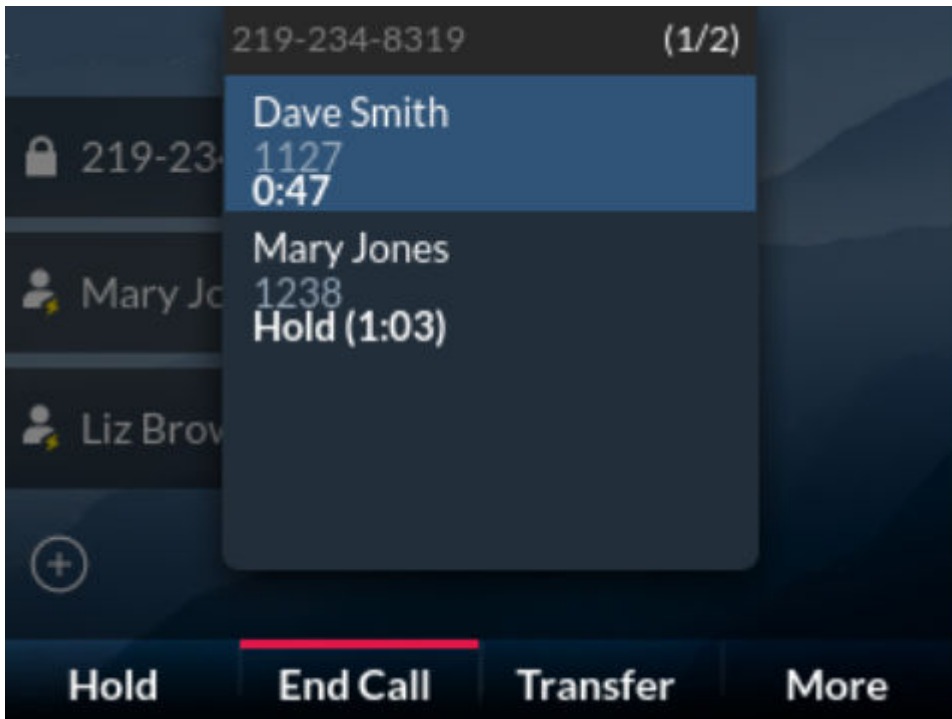 219-234-8319 (1/2)
Dave Smith
219-23
1127
0:47
Mary Jones
Mary Jo
1238
Hold (1:03)
Liz Brow
Hold End Call Transfer More